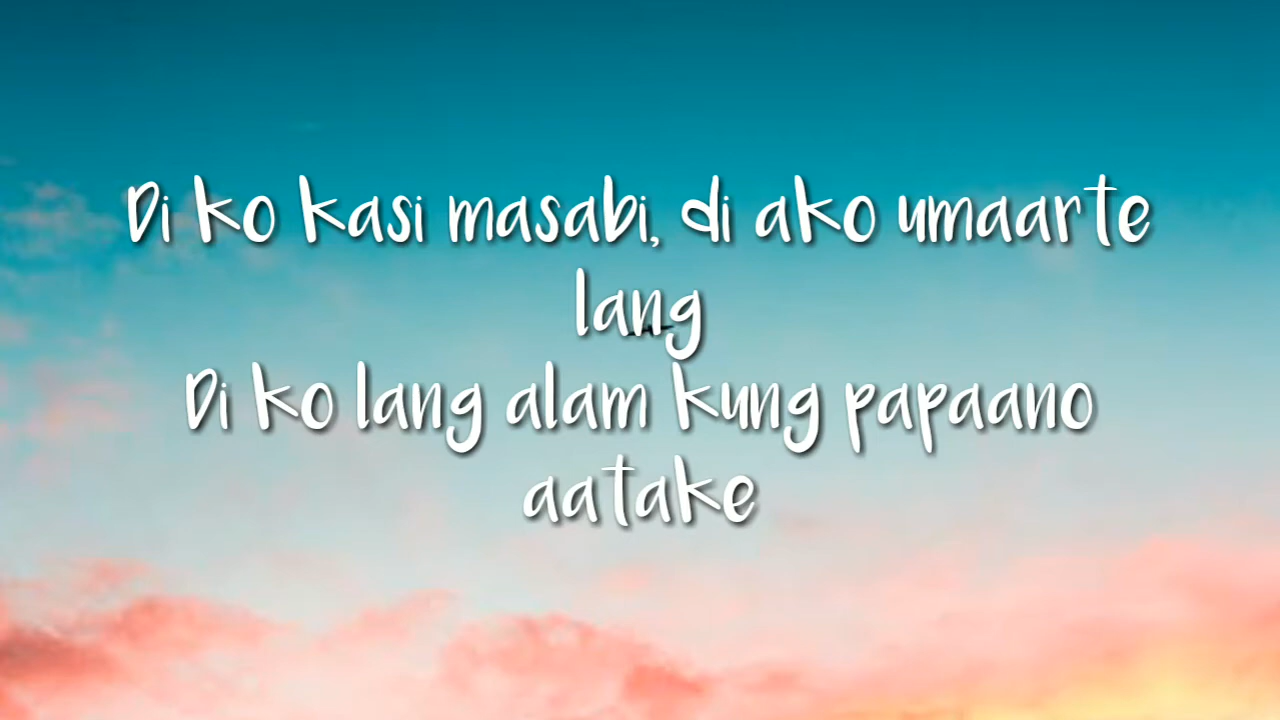 Di ko kasi masabi, di ako umaarte
lang
Di ko lang alam kung papaano
aatake